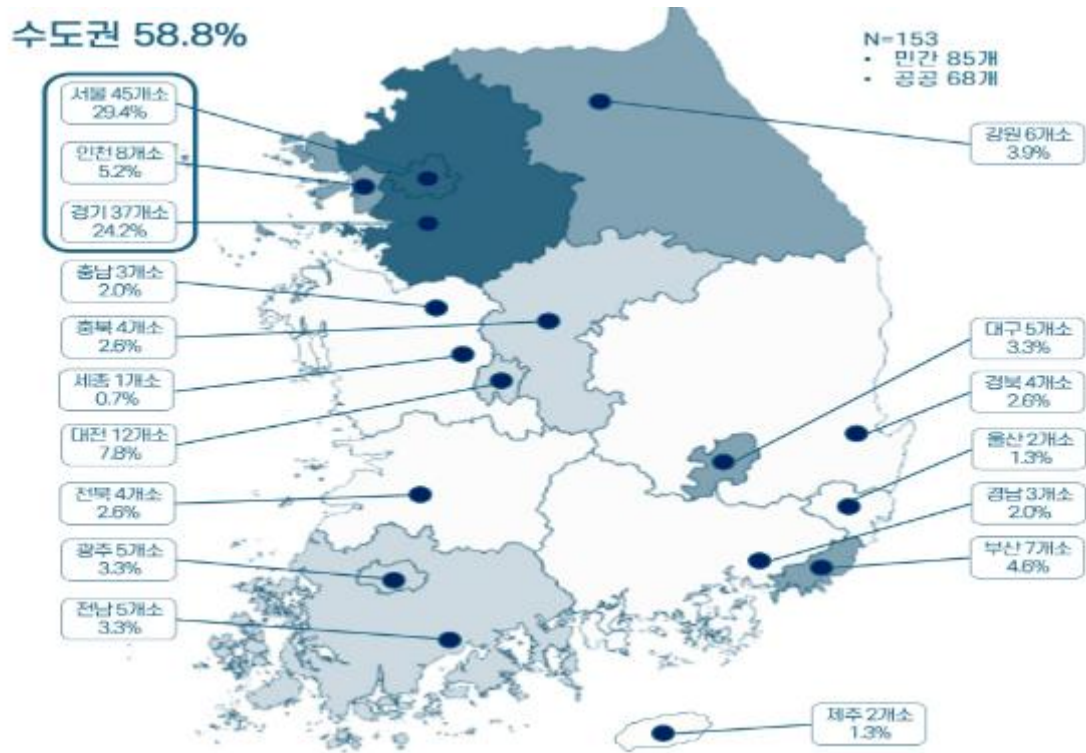 수도권 58.8%
N=153
• 민간 85개
• 공공 68개
서울 45개소
29.4%
인천 8개소
5.2%
경기 37개소
24.2%
충남 3개소
2.0%
충북 4개소
2.6%
세종 1개소
0.7%
대전 12개소
7.8%
전북 4개소
2.6%
광주 5개소
3.3%
전남 5개소
3.3%
강원 6개소
3.9%
대구 5개소
3.3%
경북 4개소
2.6%
울산 2개소
1.3%
경남 3개소
2.0%
부산 7개소
4.6%
제주 2개소
1.3%